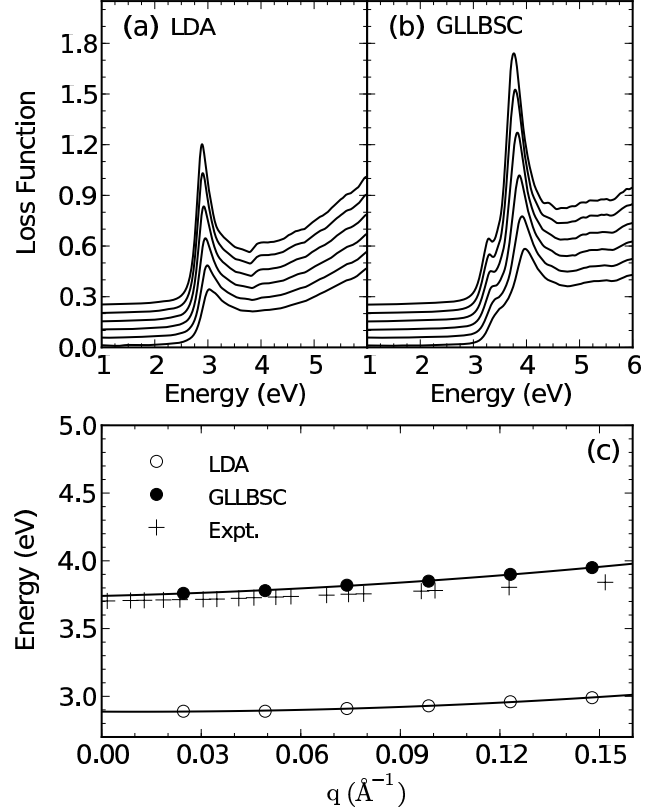 (a) LDA
(b) GLLBSC
Loss Function
1.8
1.5
1.2
0.9
0.6
0.3
0.0
1 2 3 4 5 1 2 3 4 5 6
Energy (eV) Energy (eV)
(c)
LDA
GLLBSC
Expt.
Energy (eV)
5.0
4.5
4.0
3.5
3.0
0.00 0.03 0.06 0.09 0.12 0.15
q (Å⁻¹)